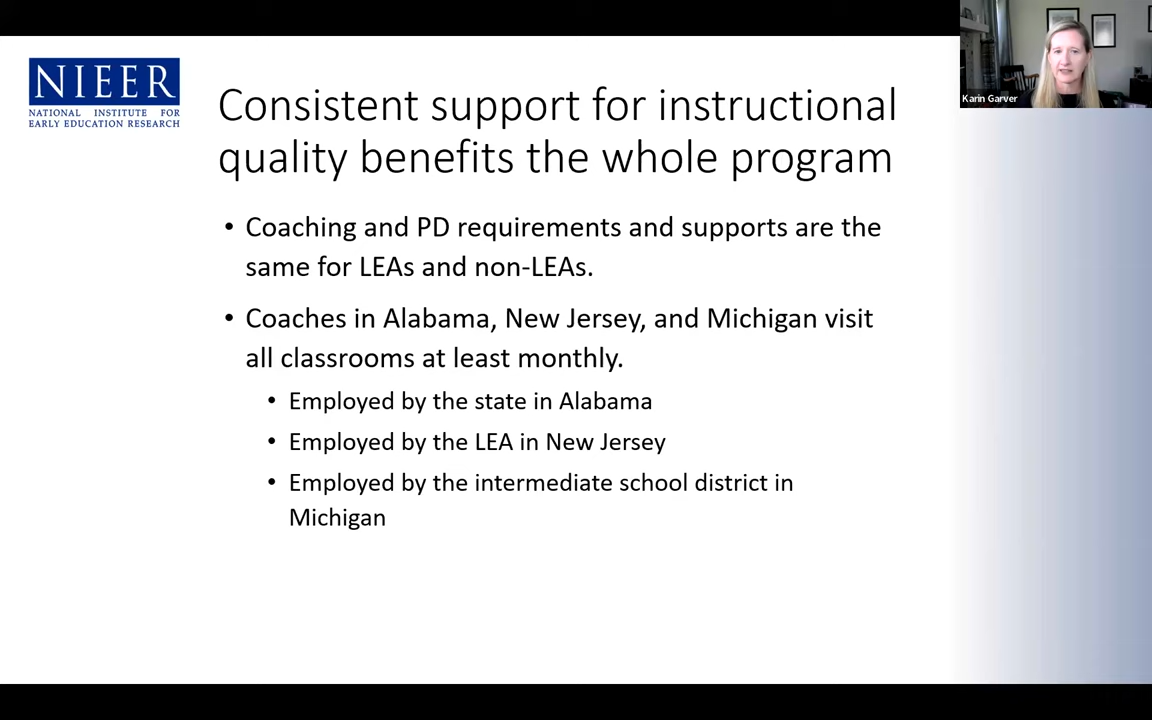 NIEER
NATIONAL INSTITUTE FOR
EARLY EDUCATION RESEARCH
Karin Garver
Consistent support for instructional
quality benefits the whole program
• Coaching and PD requirements and supports are the
same for LEAs and non-LEAs.
• Coaches in Alabama, New Jersey, and Michigan visit
all classrooms at least monthly.
• Employed by the state in Alabama
• Employed by the LEA in New Jersey
• Employed by the intermediate school district in
Michigan